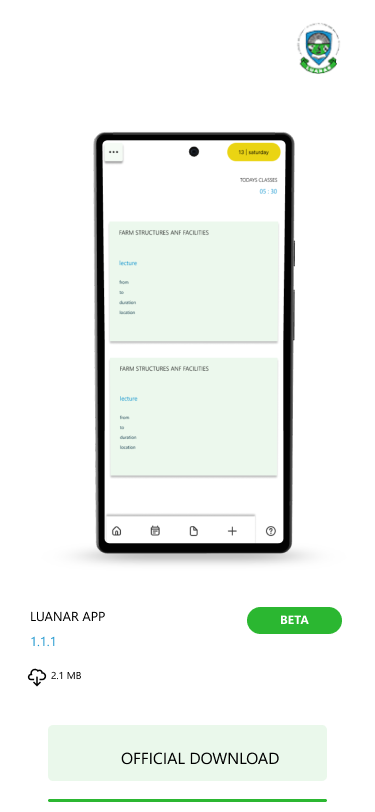 LUANAR
13 | saturday
TODAYS CLASSES
05 : 30
FARM STRUCTURES ANF FACILITIES
lecture
from
to
duration
location
FARM STRUCTURES ANF FACILITIES
lecture
from
to
duration
location
LUANAR APP
BETA
1.1.1
2.1 MB
OFFICIAL DOWNLOAD